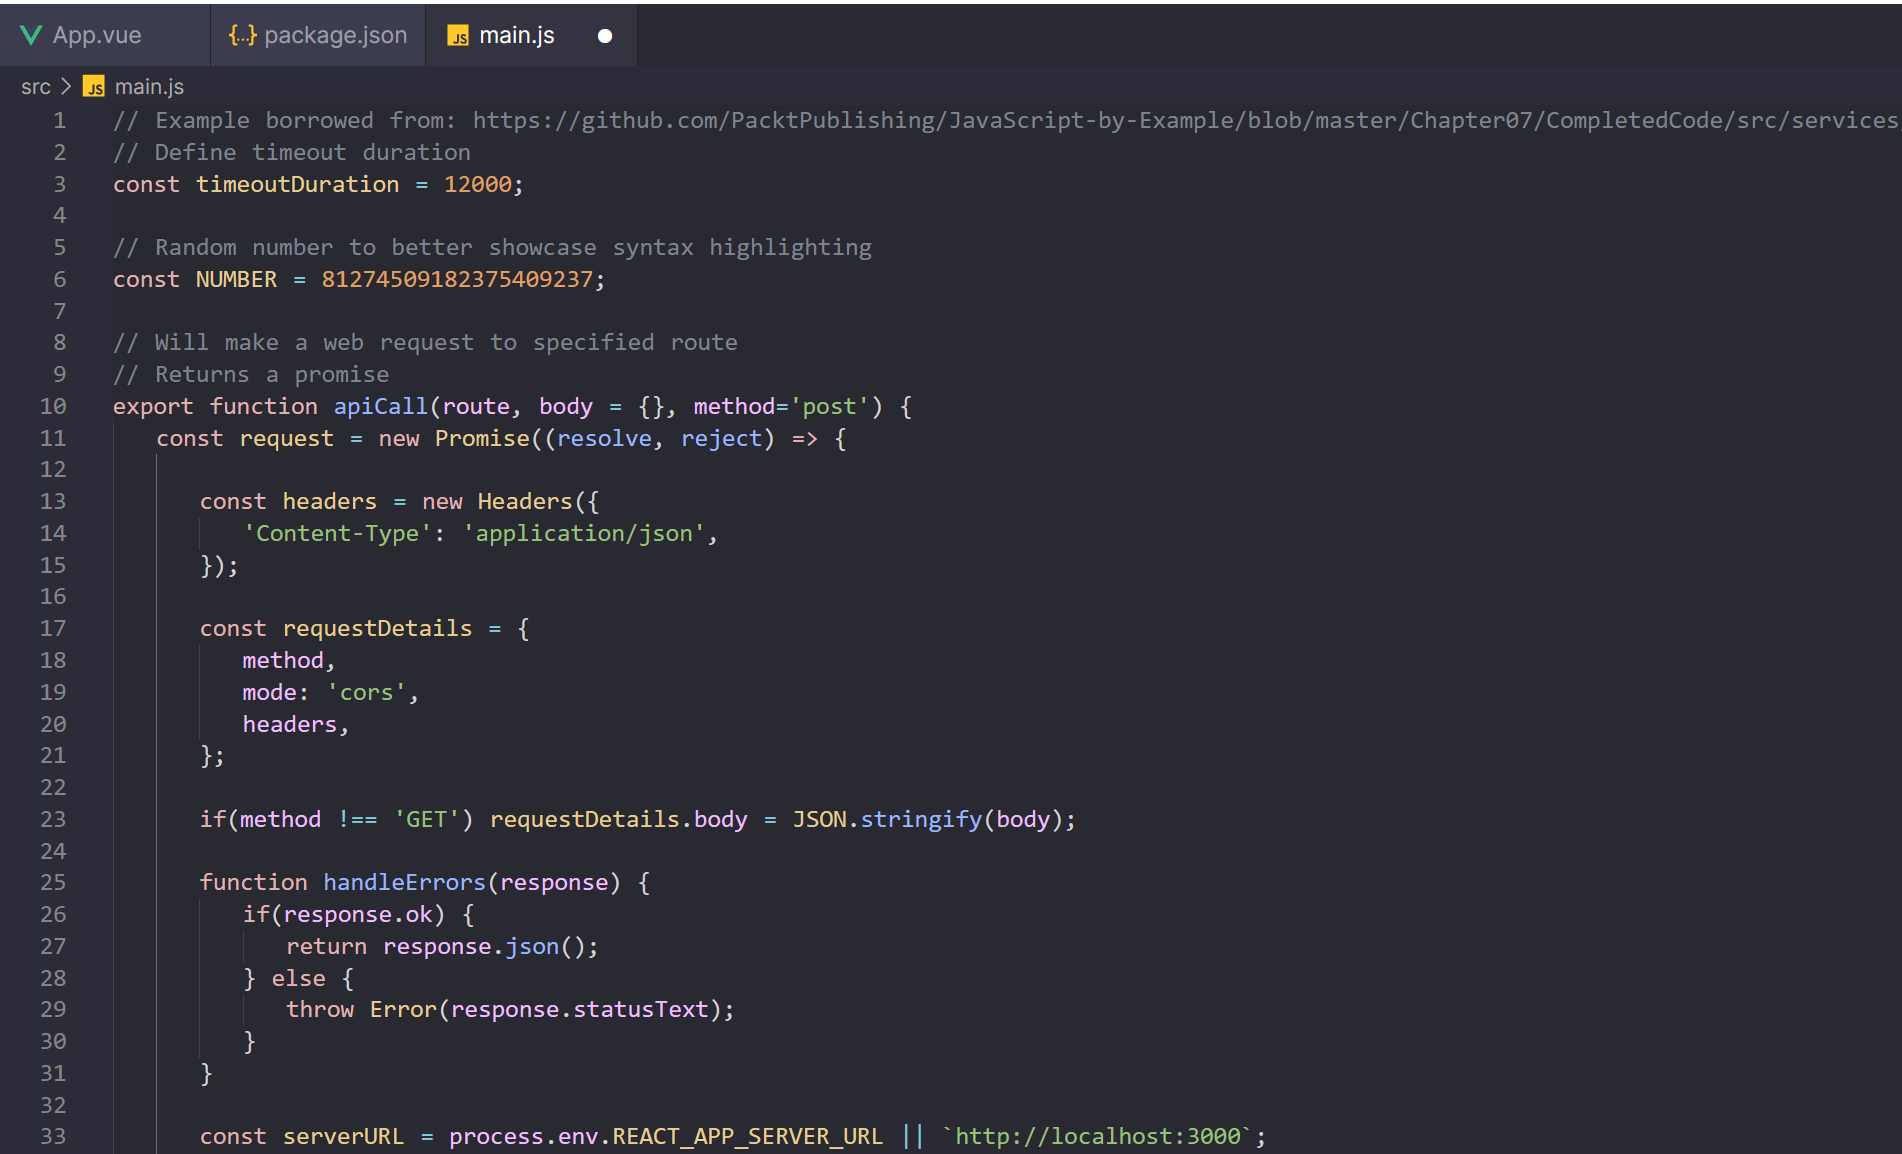 App.vue
{...} package.json
JS main.js
src > JS main.js
1 // Example borrowed from: https://github.com/PacktPublishing/JavaScript-by-Example/blob/master/Chapter07/CompletedCode/src/services
2 // Define timeout duration
3 const timeoutDuration = 12000;
4
5 // Random number to better showcase syntax highlighting
6 const NUMBER = 81274509182375409237;
7
8 // Will make a web request to specified route
9 // Returns a promise
10 export function apiCall(route, body = {}, method='post') {
11 const request = new Promise((resolve, reject) => {
12
13 const headers = new Headers({
14 'Content-Type': 'application/json',
15 });
16
17 const requestDetails = {
18 method,
19 mode: 'cors',
20 headers,
21 };
22
23 if(method !== 'GET') requestDetails.body = JSON.stringify(body);
24
25 function handleErrors(response) {
26 if(response.ok) {
27 return response.json();
28 } else {
29 throw Error(response.statusText);
30 }
31 }
32
33 const serverURL = process.env.REACT_APP_SERVER_URL || `http://localhost:3000`;